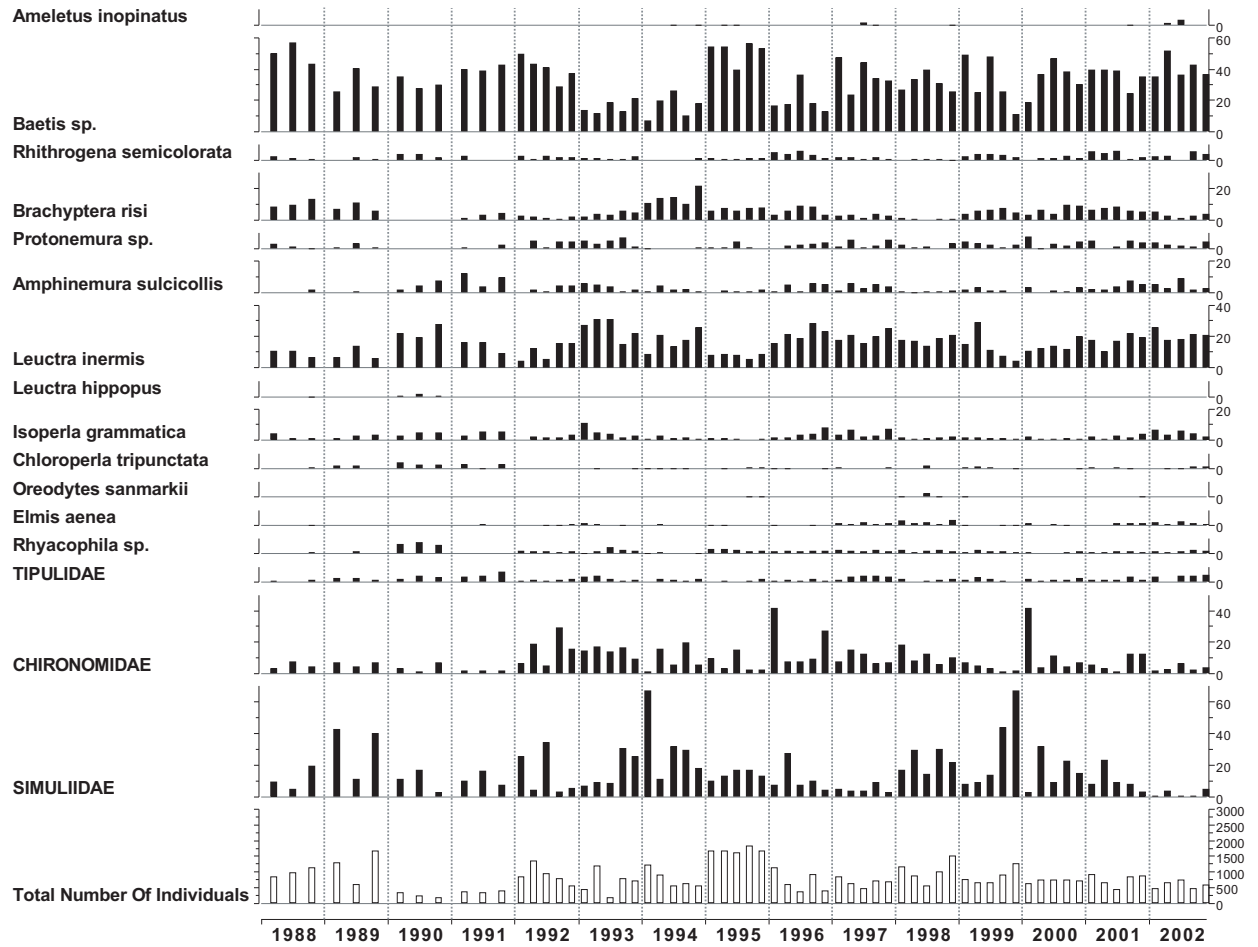 Ameletus inopinatus
0
60
40
20
Baetis sp.
0
Rhithrogena semicolorata
0
20
Brachyptera risi
0
Protonemura sp.
0
20
Amphinemura sulcicollis
0
40
20
Leuctra inermis
0
Leuctra hippopus
0
20
Isoperla grammatica
0
Chloroperla tripunctata
0
Oreodytes sanmarkii
0
Elmis aenea
0
Rhyacophila sp.
0
TIPULIDAE
0
40
20
CHIRONOMIDAE
0
60
40
20
SIMULIIDAE
0
3000
2500
2000
1500
1000
500
Total Number Of Individuals
0
1988 1989 1990 1991 1992 1993 1994 1995 1996 1997 1998 1999 2000 2001 2002